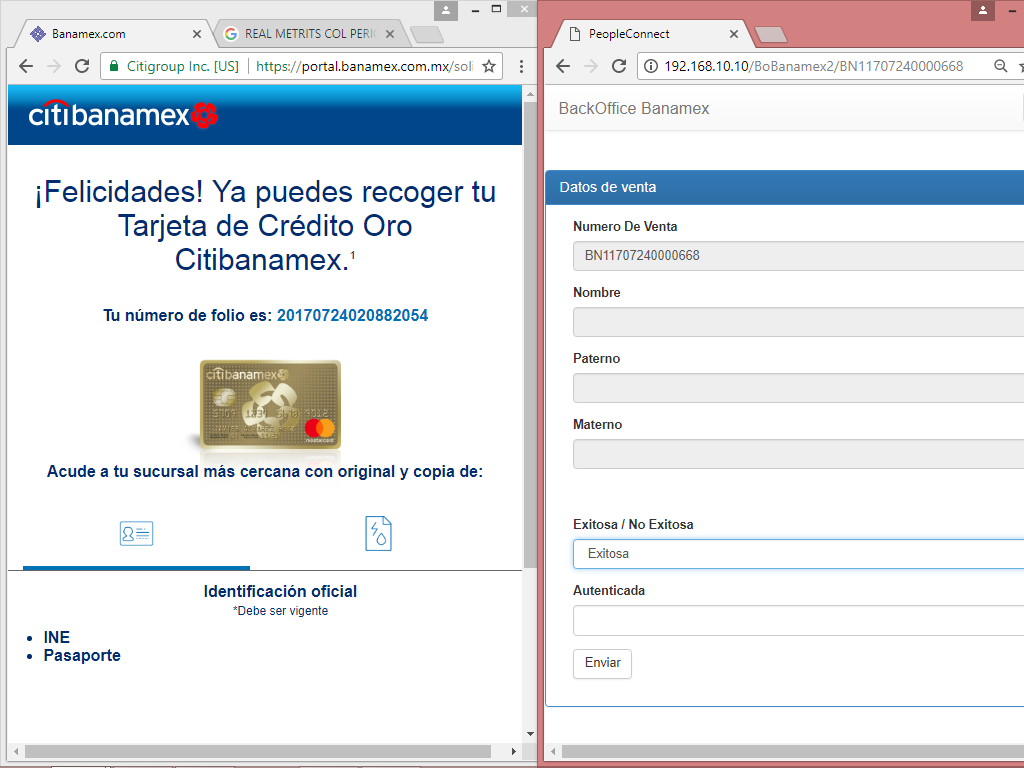 Banamex.com
REAL METRITS COL PERI
Citigroup Inc. [US]
https://portal.banamex.com.mx/soli
citibanamex
¡Felicidades! Ya puedes recoger tu
Tarjeta de Crédito Oro
Citibanamex.1
Tu número de folio es: 20170724020882054
citibanamex
mastercard
Acude a tu sucursal más cercana con original y copia de:
Identificación oficial
*Debe ser vigente
INE
Pasaporte
PeopleConnect
192.168.10.10/BoBanamex2/BN11707240000668
BackOffice Banamex
Datos de venta
Numero De Venta
BN11707240000668
Nombre
Paterno
Materno
Exitosa / No Exitosa
Exitosa
Autenticada
Enviar